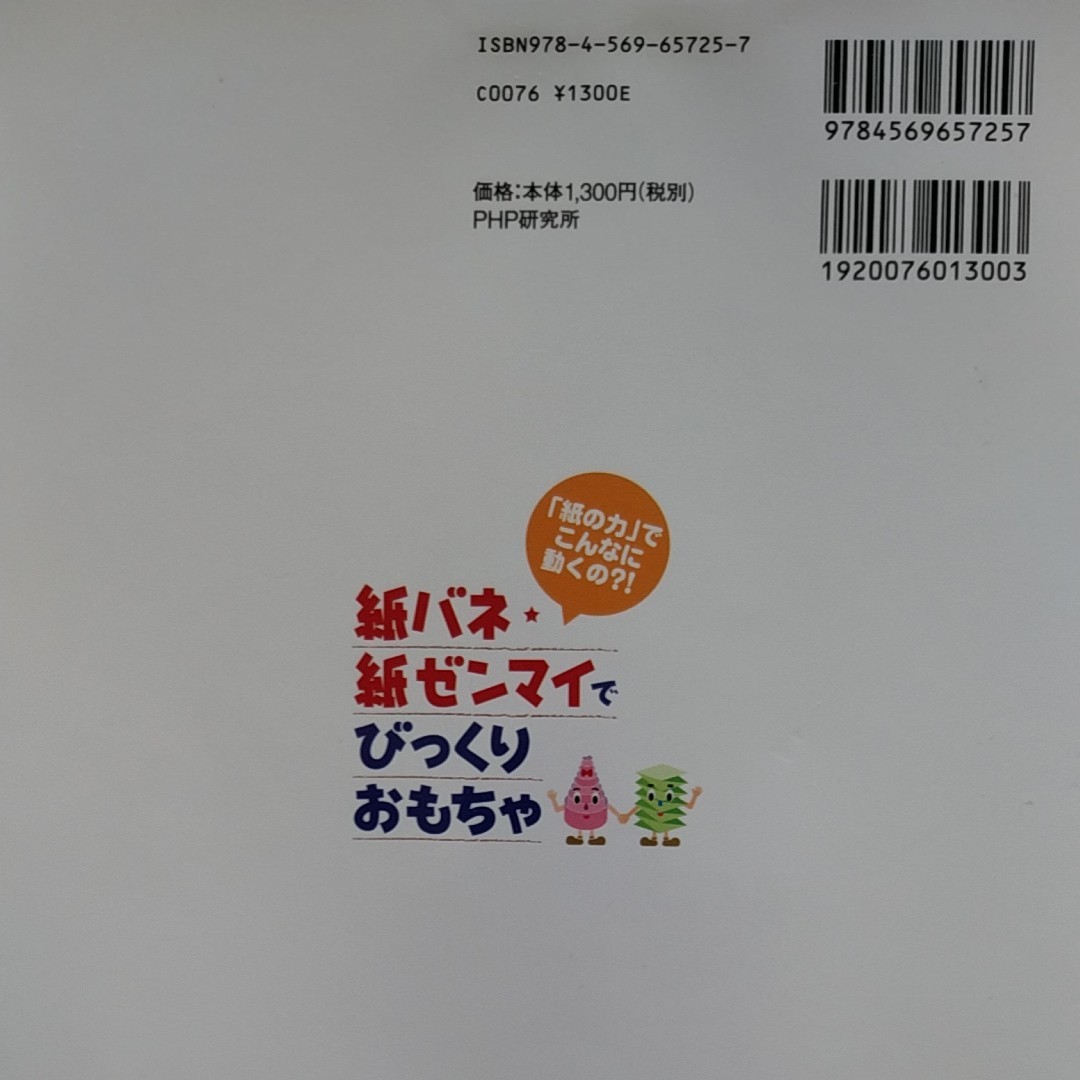 ISBN978-4-569-65725-7
C0076 ¥1300E
9784569657257
価格:本体1,300円(税別)
PHP研究所
1920076013003
「紙の力」で
こんなに
動くの?!
紙バネ・
紙ゼンマイで
びっくり
おもちゃ